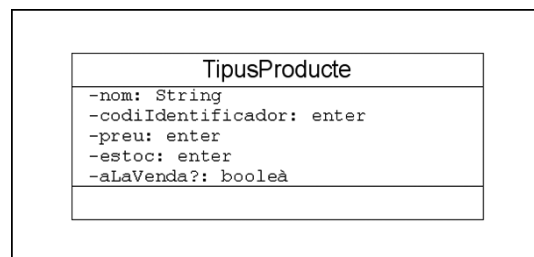 TipusProducte
-nom: String
-codiIdentificador: enter
-preu: enter
-estoc: enter
-aLaVenda?: booleà